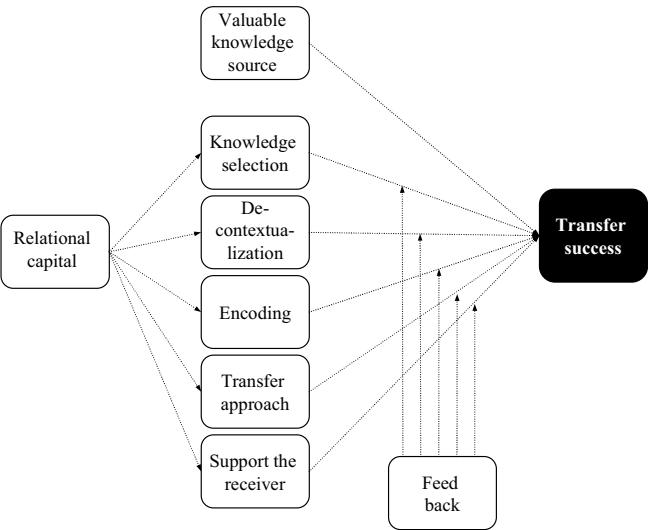 Valuable
knowledge
source
Knowledge
selection
De-
contextua-
lization
Relational
capital
Transfer
success
Encoding
Transfer
approach
Support the
receiver
Feed
back